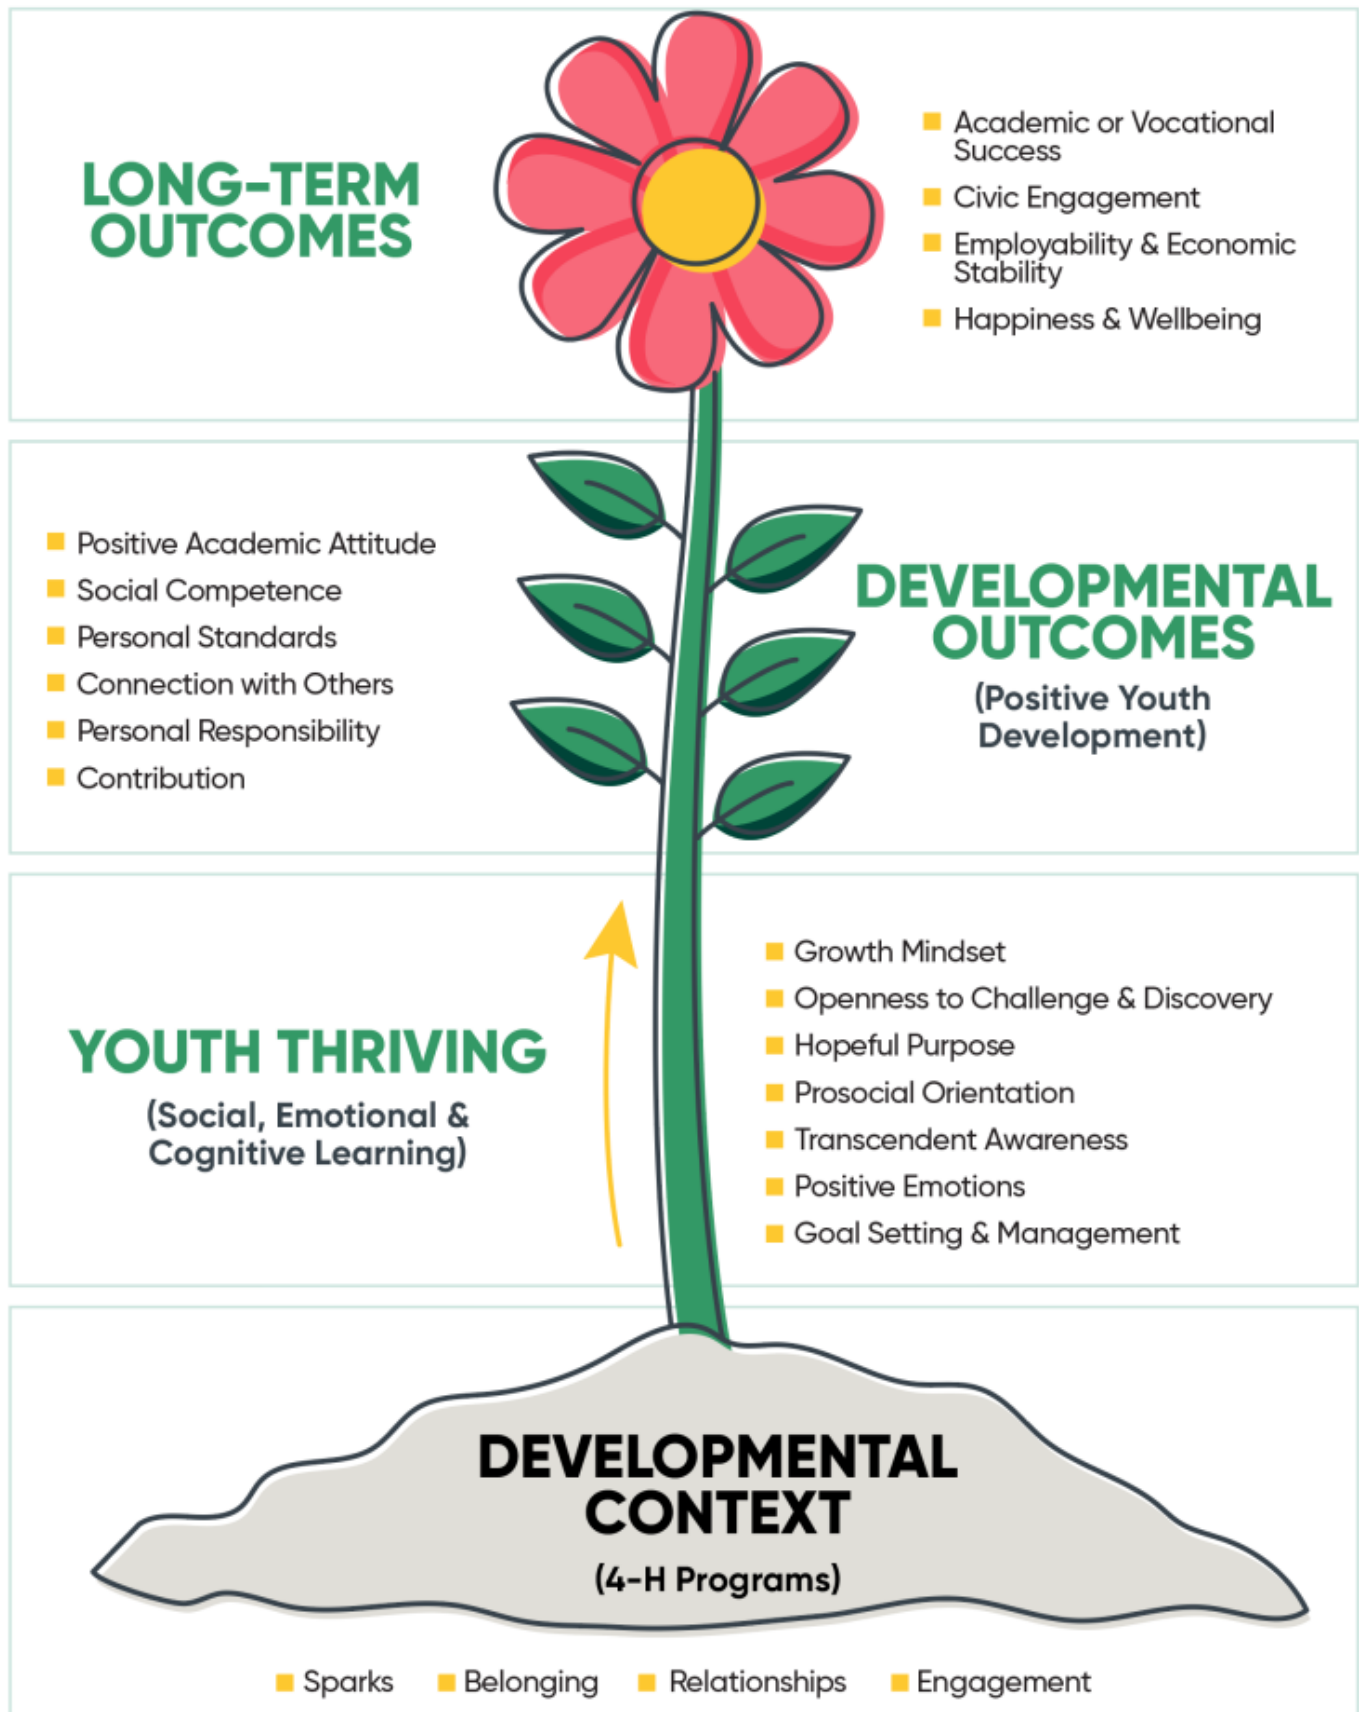 LONG-TERM
OUTCOMES
Academic or Vocational
Success
Civic Engagement
Employability & Economic
Stability
Happiness & Wellbeing
Positive Academic Attitude
Social Competence
Personal Standards
Connection with Others
Personal Responsibility
Contribution
DEVELOPMENTAL
OUTCOMES
(Positive Youth
Development)
YOUTH THRIVING
(Social, Emotional &
Cognitive Learning)
Growth Mindset
Openness to Challenge & Discovery
Hopeful Purpose
Prosocial Orientation
Transcendent Awareness
Positive Emotions
Goal Setting & Management
DEVELOPMENTAL
CONTEXT
(4-H Programs)
Sparks Belonging Relationships Engagement